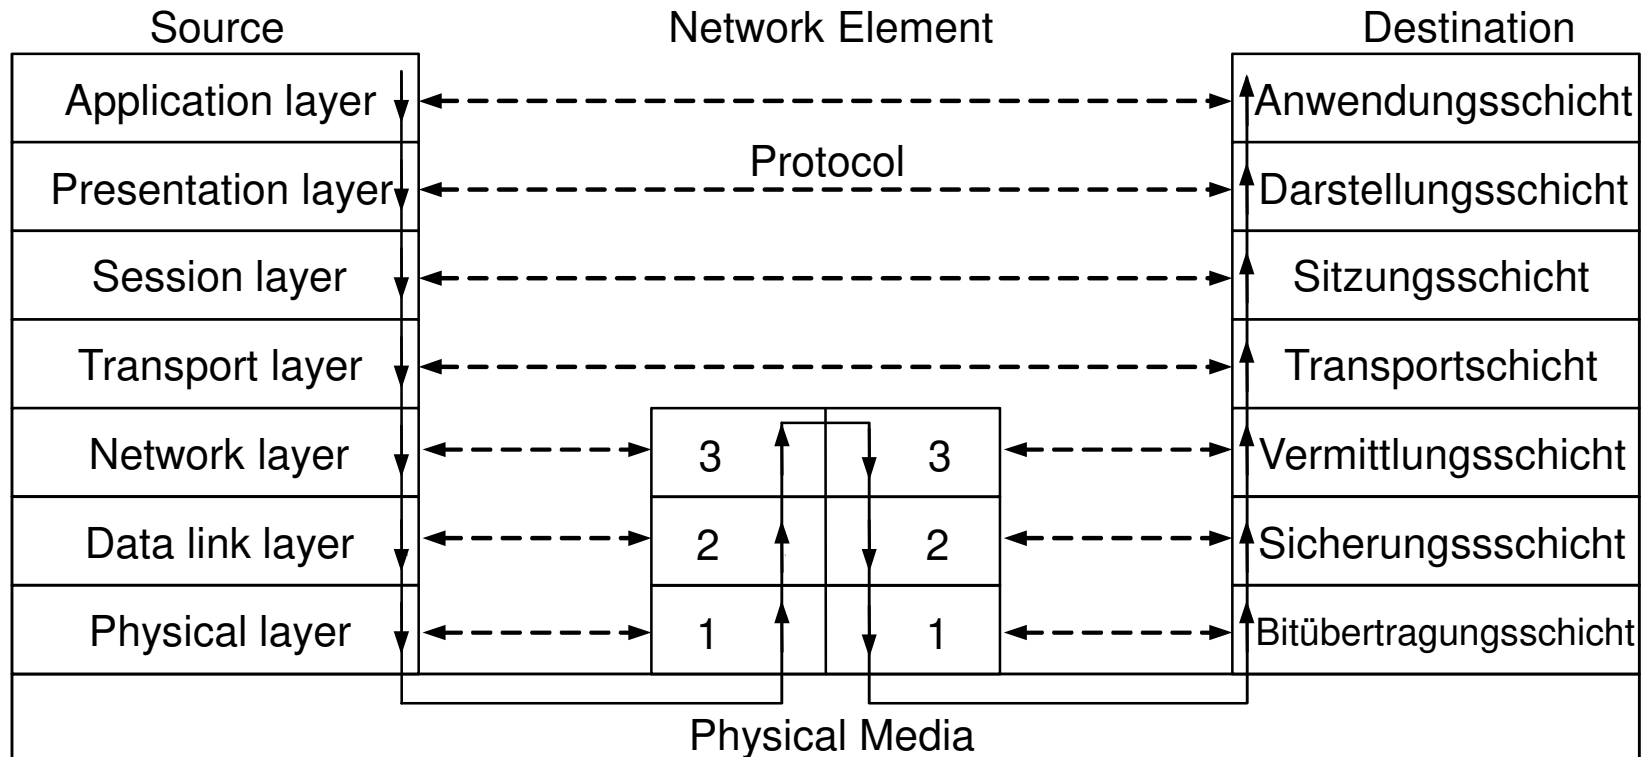 Source Network Element Destination
Application layer Anwendungsschicht
Protocol
Presentation layer Darstellungsschicht
Session layer Sitzungsschicht
Transport layer Transportschicht
Network layer 3 3 Vermittlungsschicht
Data link layer 2 2 Sicherungssschicht
Physical layer 1 1 Bitübertragungsschicht
Physical Media